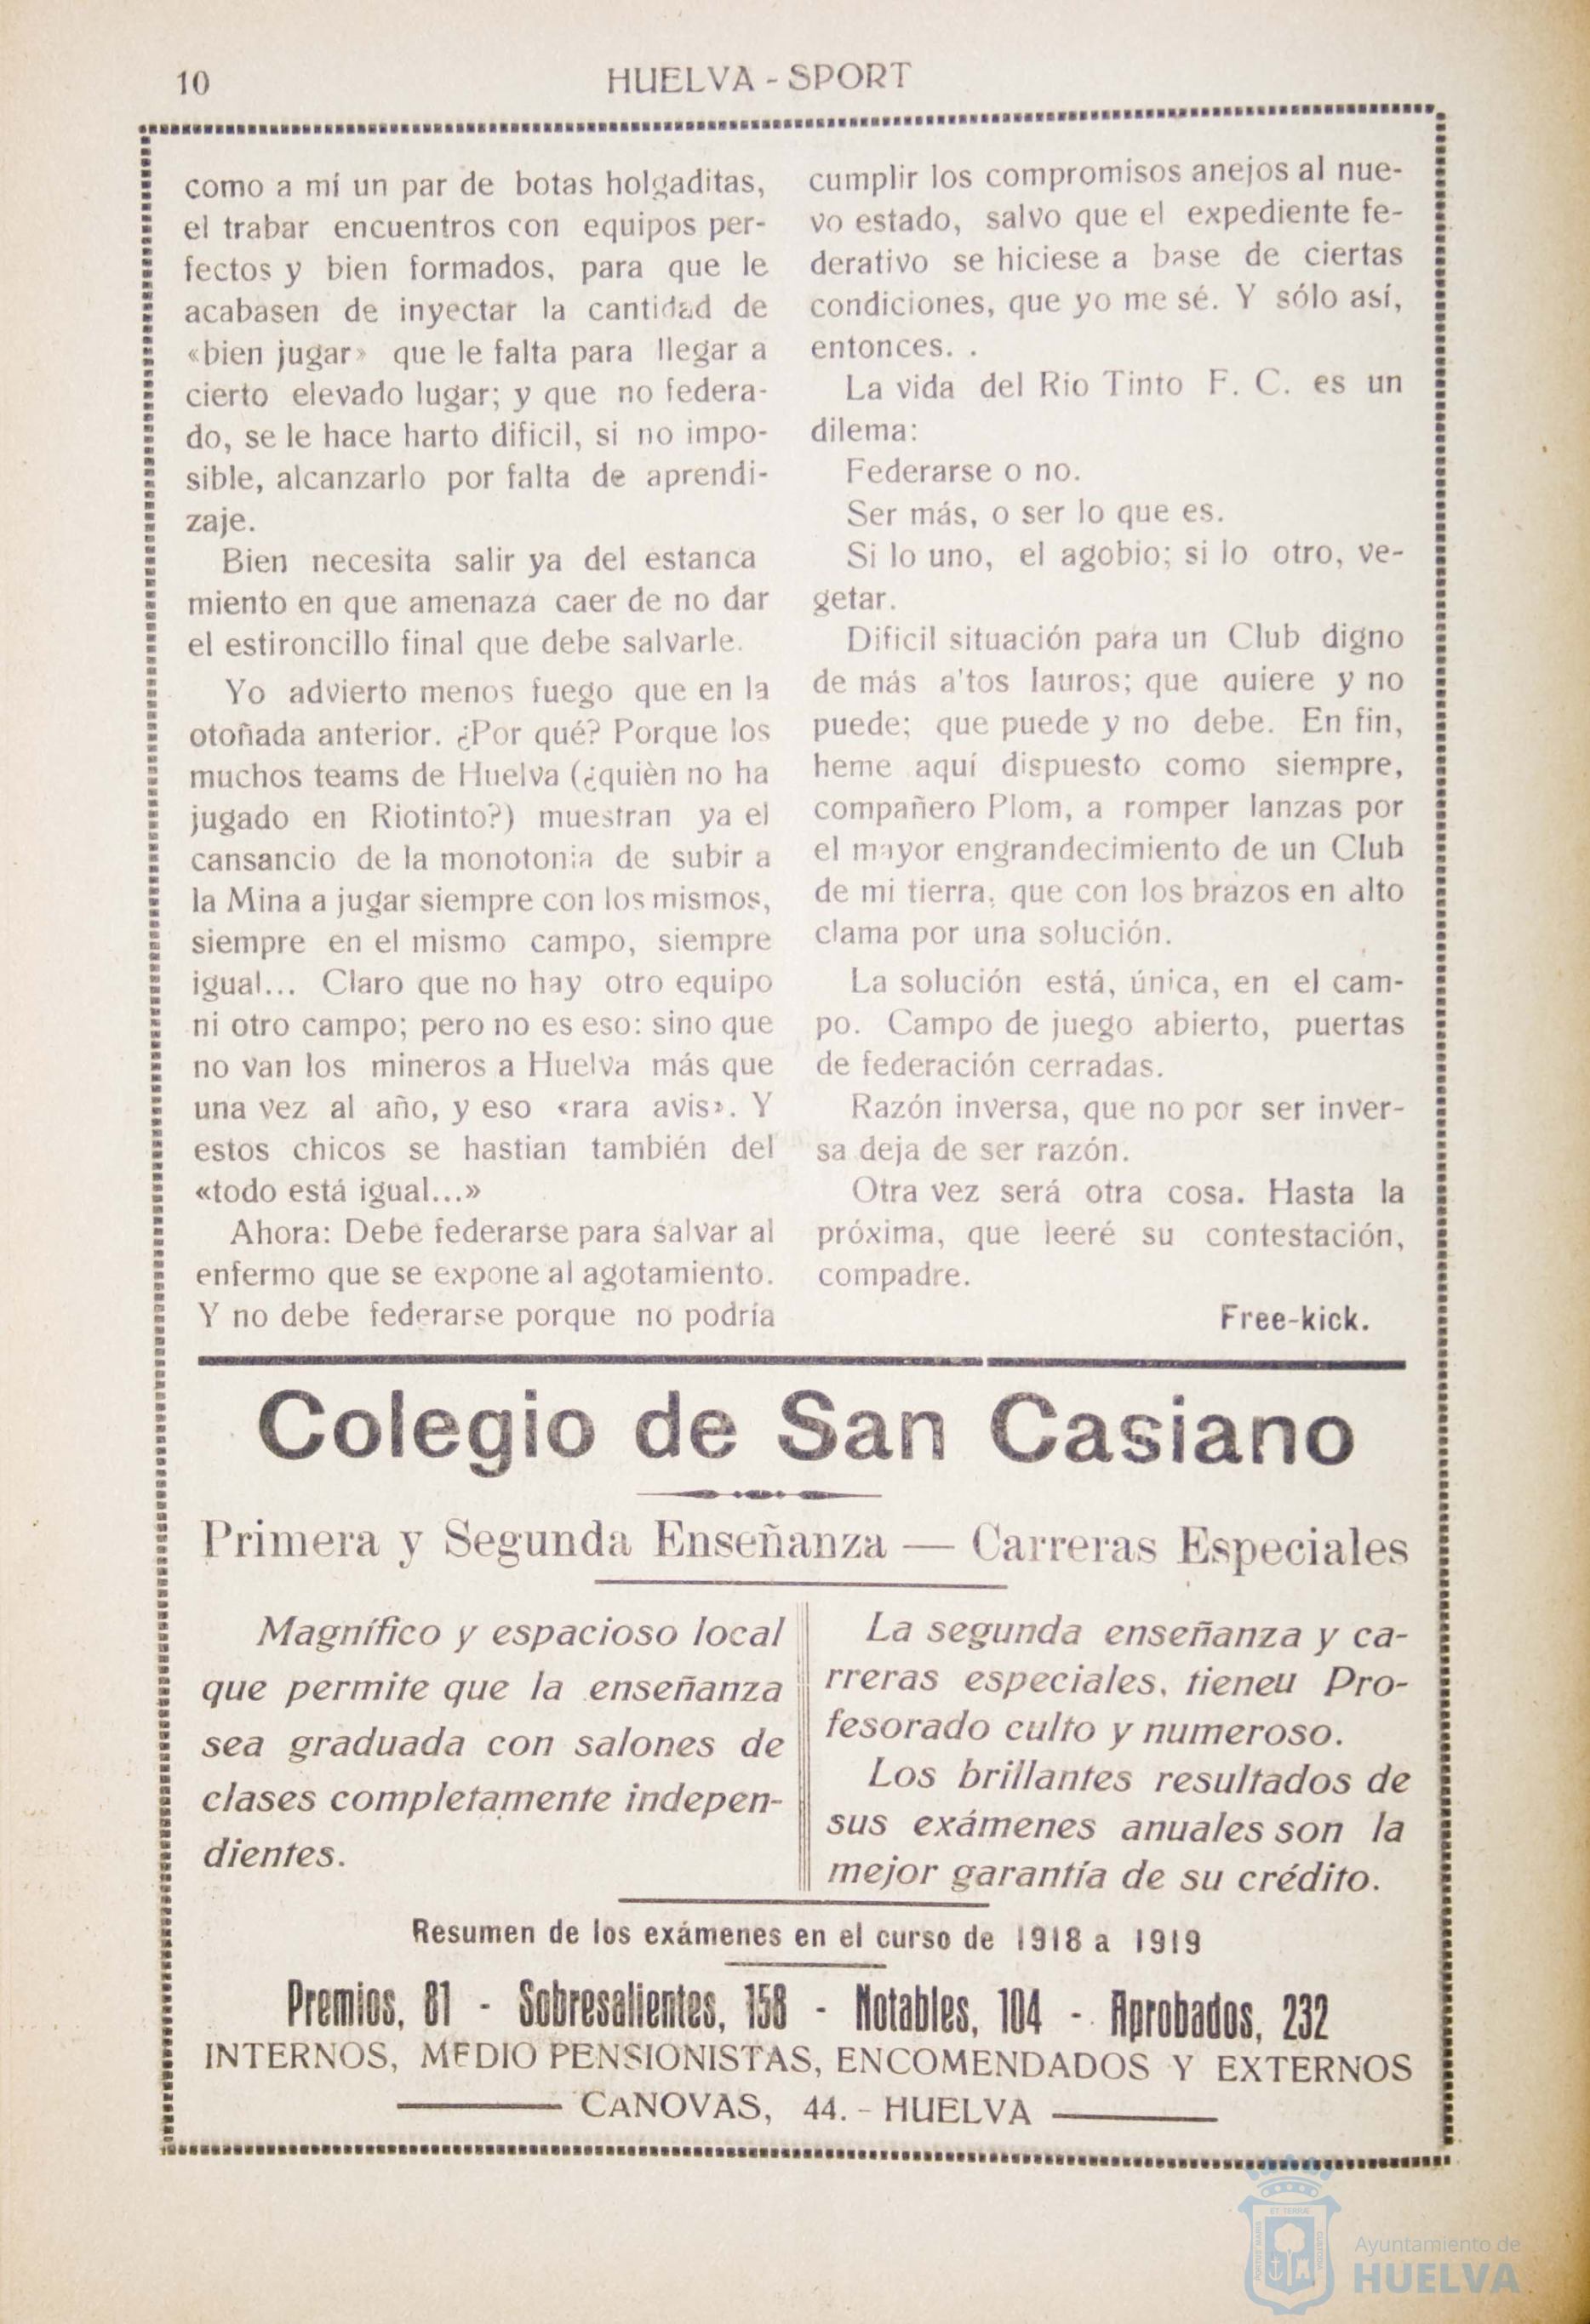 10
HUELVA - SPORT
como a mí un par de botas holgaditas,
el trabar encuentros con equipos per-
fectos y bien formados, para que le
acabasen de inyectar la cantidad de
«bien jugar» que le falta para llegar a
cierto elevado lugar; y que no federa-
do, se le hace harto dificil, si no impo-
sible, alcanzarlo por falta de aprendi-
zaje.
Bien necesita salir ya del estanca
miento en que amenaza caer de no dar
el estironcillo final que debe salvarle.
Yo advierto menos fuego que en la
otoñada anterior. ¿Por qué? Porque los
muchos teams de Huelva (¿quièn no ha
jugado en Riotinto?) muestran ya el
cansancio de la monotonia de subir a
la Mina a jugar siempre con los mismos,
siempre en el mismo campo, siempre
igual... Claro que no hay otro equipo
ni otro campo; pero no es eso: sino que
no van los mineros a Huelva más que
una vez al año, y eso «rara avis». Y
estos chicos se hastian también del
«todo está igual...»
Ahora: Debe federarse para salvar al
enfermo que se expone al agotamiento.
Y no debe federarse porque no podría
cumplir los compromisos anejos al nue-
vo estado, salvo que el expediente fe-
derativo se hiciese a base de ciertas
condiciones, que yo me sé. Y sólo así,
entonces. .
La vida del Rio Tinto F. C. es un
dilema:
Federarse o no.
Ser más, o ser lo que es.
Si lo uno, el agobio; si lo otro, ve-
getar.
Dificil situación para un Club digno
de más a'tos lauros; que quiere y no
puede; que puede y no debe. En fin,
heme aquí dispuesto como siempre,
compañero Plom, a romper lanzas por
el mayor engrandecimiento de un Club
de mi tierra, que con los brazos en alto
clama por una solución.
La solución está, única, en el cam-
po. Campo de juego abierto, puertas
de federación cerradas.
Razón inversa, que no por ser inver-
sa deja de ser razón.
Otra vez será otra cosa. Hasta la
próxima, que leeré su contestación,
compadre.
Free-kick.
Colegio de San Casiano
Primera y Segunda Enseñanza — Carreras Especiales
Magnífico y espacioso local
que permite que la enseñanza
sea graduada con salones de
clases completamente indepen-
dientes.
La segunda enseñanza y ca-
rreras especiales, tieneu Pro-
fesorado culto y numeroso.
Los brillantes resultados de
sus exámenes anuales son la
mejor garantía de su crédito.
Resumen de los exámenes en el curso de 1918 a 1919
Premios, 81 - Sobresalientes, 158 - Notables, 104 - Aprobados, 232
INTERNOS, MEDIO PENSIONISTAS, ENCOMENDADOS Y EXTERNOS
CANOVAS, 44. - HUELVA
Ayuntamiento de
HUELVA